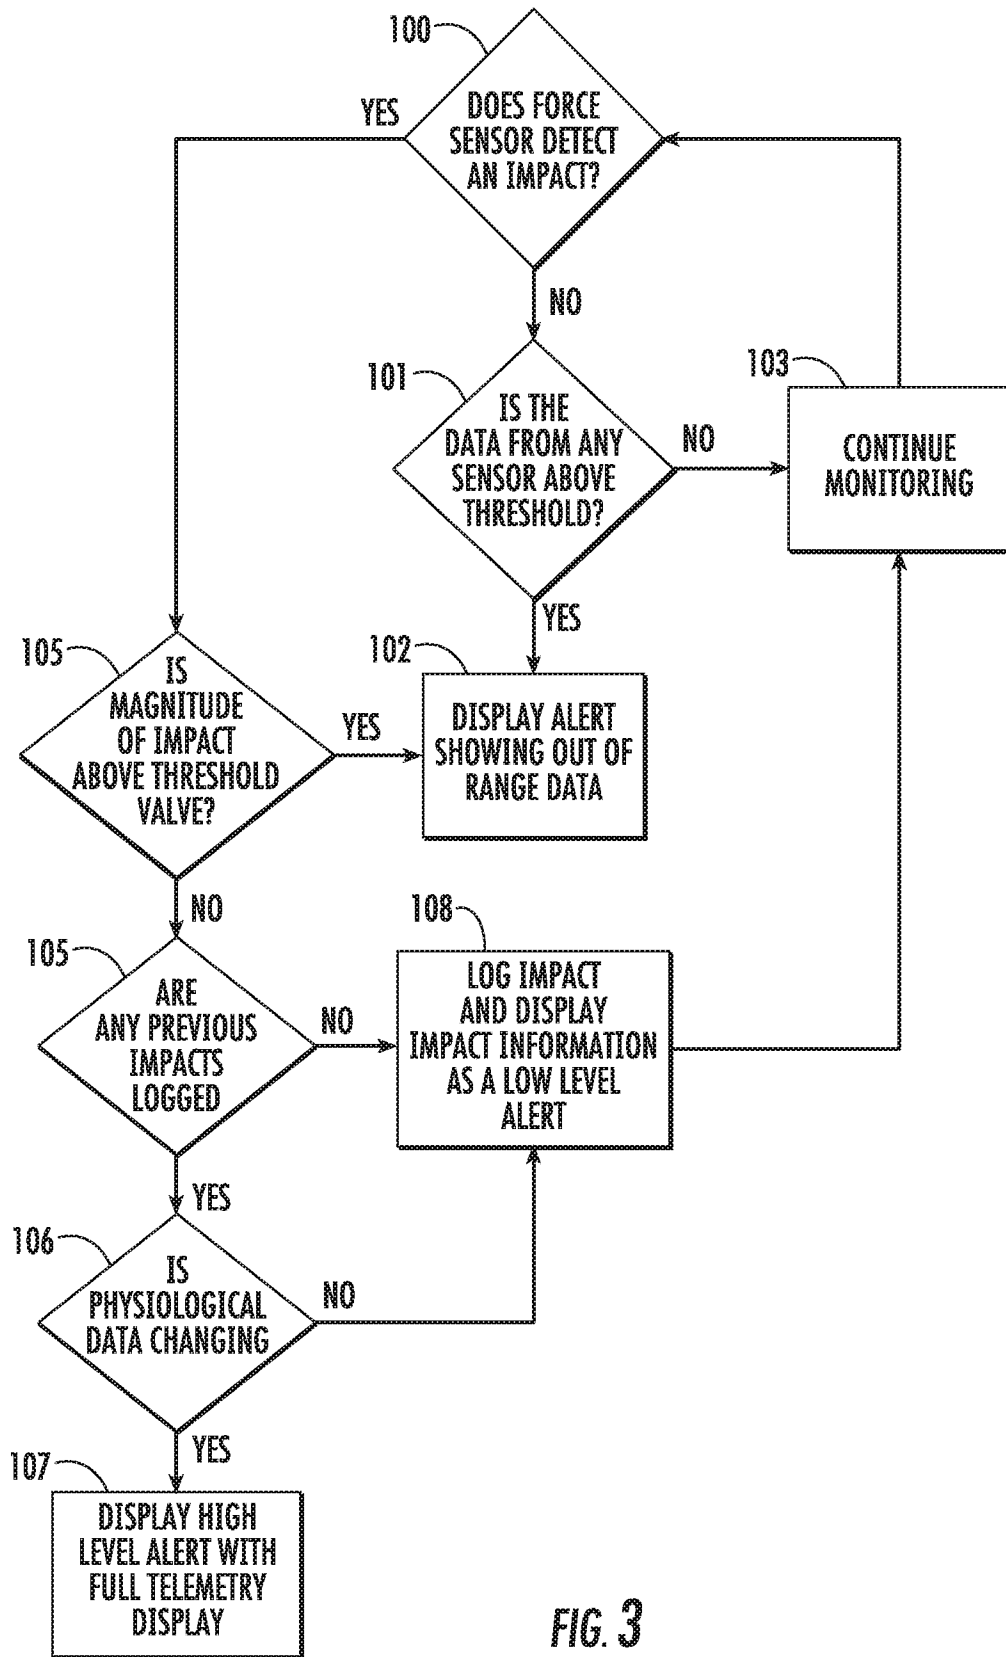 100
DOES FORCE
SENSOR DETECT
AN IMPACT?
YES
NO
101
IS THE
DATA FROM ANY
SENSOR ABOVE
THRESHOLD?
NO
103
CONTINUE
MONITORING
YES
105
IS
MAGNITUDE
OF IMPACT
ABOVE THRESHOLD
VALVE?
YES
102
DISPLAY ALERT
SHOWING OUT OF
RANGE DATA
NO
105
ARE
ANY PREVIOUS
IMPACTS
LOGGED
NO
108
LOG IMPACT
AND DISPLAY
IMPACT INFORMATION
AS A LOW LEVEL
ALERT
YES
106
IS
PHYSIOLOGICAL
DATA CHANGING
NO
YES
107
DISPLAY HIGH
LEVEL ALERT WITH
FULL TELEMETRY
DISPLAY
FIG. 3